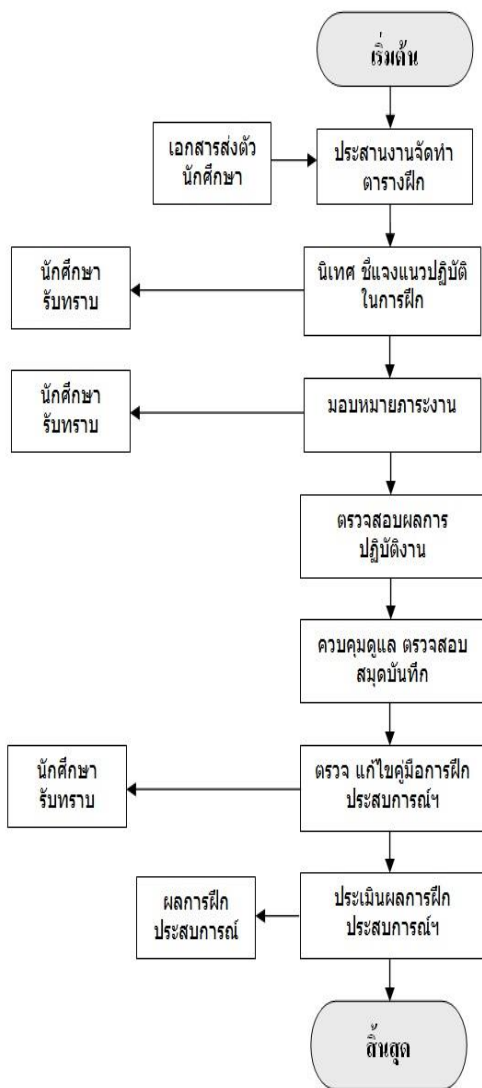 เริ่มต้น
เอกสารส่งตัว
นักศึกษา
ประสานงานจัดทำ
ตารางฝึก
นักศึกษา
รับทราบ
นิเทศ ชี้แจงแนวปฏิบัติ
ในการฝึก
นักศึกษา
รับทราบ
มอบหมายภาระงาน
ตรวจสอบผลการ
ปฏิบัติงาน
ควบคุมดูแล ตรวจสอบ
สมุดบันทึก
นักศึกษา
รับทราบ
ตรวจ แก้ไขคู่มือการฝึก
ประสบการณ์ฯ
ผลการฝึก
ประสบการณ์
ประเมินผลการฝึก
ประสบการณ์ฯ
สิ้นสุด